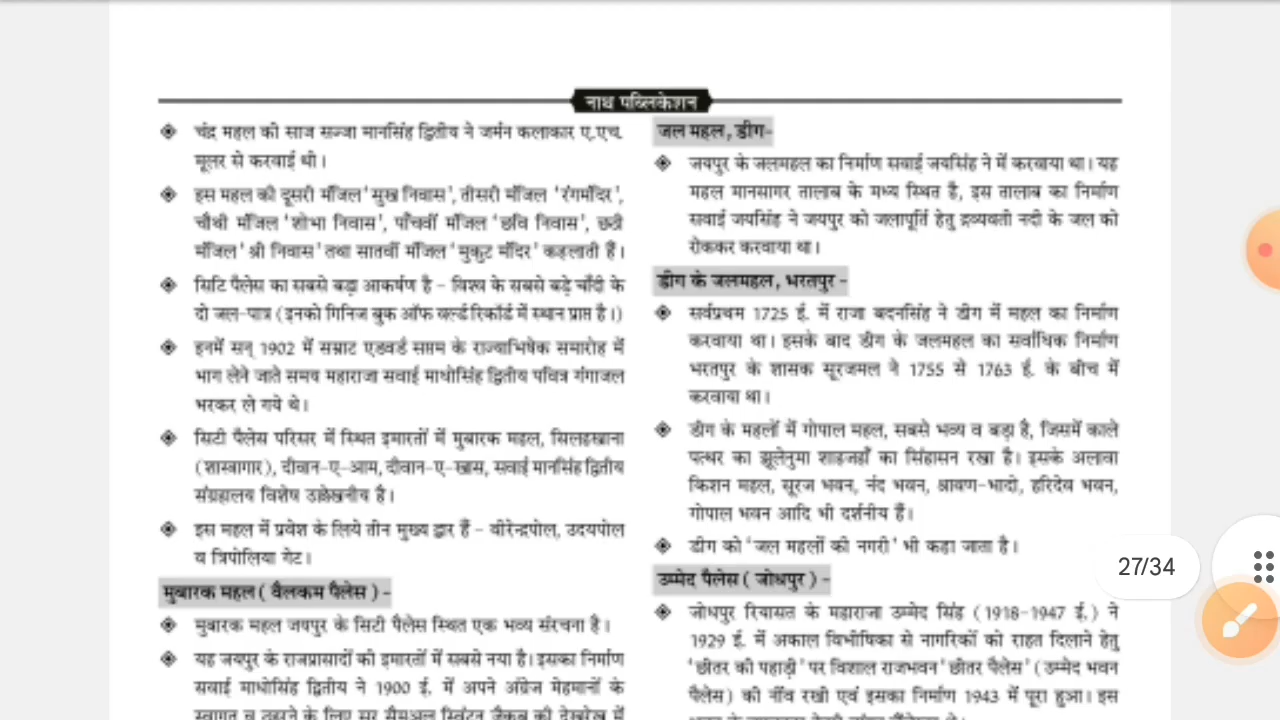 नाथ पब्लिकेशन
चंद्र महल की साज सज्जा मानसिंह द्वितीय ने जर्मन कलाकार ए.एच.
मूलर से करवाई थी।
इस महल की दूसरी मंजिल 'सुख निवास', तीसरी मंजिल 'रंगमंदिर',
चौथी मंजिल 'शोभा निवास', पाँचवीं मंजिल 'छवि निवास', छठी
मंजिल 'श्री निवास' तथा सातवीं मंजिल 'मुकुट मंदिर' कहलाती है।
सिटि पैलेस का सबसे बड़ा आकर्षण है - विश्व के सबसे बड़े चाँदी के
दो जल-पात्र (इनको गिनिज बुक ऑफ वर्ल्ड रिकॉर्ड में स्थान प्राप्त है।)
इनमें सन् 1902 में सम्राट एडवर्ड सप्तम के राज्याभिषेक समारोह में
भाग लेने जाते समय महाराजा सवाई माधोसिंह द्वितीय पवित्र गंगाजल
भरकर ले गये थे।
सिटी पैलेस परिसर में स्थित इमारतों में मुबारक महल, सिलहखाना
(शास्त्रागार), दीवान-ए-आम, दीवान-ए-खास, सवाई मानसिंह द्वितीय
संग्रहालय विशेष उल्लेखनीय है।
इस महल में प्रवेश के लिये तीन मुख्य द्वार हैं - वीरेन्द्रपोल, उदयपोल
व त्रिपोलिया गेट।
मुबारक महल ( वैलकम पैलेस ) -
मुबारक महल जयपुर के सिटी पैलेस स्थित एक भव्य संरचना है।
यह जयपुर के राजप्रासादों की इमारतों में सबसे नया है। इसका निर्माण
सवाई माधोसिंह द्वितीय ने 1900 ई. में अपने अंग्रेज मेहमानों के
स्वागत व ठहरने के लिए सर सैमुअल स्विंटन जैकब की देखरेख में
जल महल, डीग-
जयपुर के जलमहल का निर्माण सवाई जयसिंह ने में करवाया था। यह
महल मानसागर तालाब के मध्य स्थित है, इस तालाब का निर्माण
सवाई जयसिंह ने जयपुर को जलापूर्ति हेतु द्रव्यवती नदी के जल को
रोककर करवाया था।
डीग के जलमहल, भरतपुर -
सर्वप्रथम 1725 ई. में राजा बदनसिंह ने डीग में महल का निर्माण
करवाया था। इसके बाद डीग के जलमहल का सर्वाधिक निर्माण
भरतपुर के शासक सूरजमल ने 1755 से 1763 ई. के बीच में
करवाया था।
डीग के महलों में गोपाल महल, सबसे भव्य व बड़ा है, जिसमें काले
पत्थर का झूलेनुमा शाहजहाँ का सिंहासन रखा है। इसके अलावा
किशन महल, सूरज भवन, नंद भवन, श्रावण-भादो, हरिदेव भवन,
गोपाल भवन आदि भी दर्शनीय हैं।
डीग को 'जल महलों की नगरी' भी कहा जाता है।
उम्मेद पैलेस ( जोधपुर ) -
जोधपुर रियासत के महाराजा उम्मेद सिंह (1918-1947 ई.) ने
1929 ई. में अकाल विभीषिका से नागरिकों को राहत दिलाने हेतु
'छीतर की पहाड़ी' पर विशाल राजभवन 'छीतर पैलेस' (उम्मेद भवन
पैलेस) की नींव रखी एवं इसका निर्माण 1943 में पूरा हुआ। इस
27/34